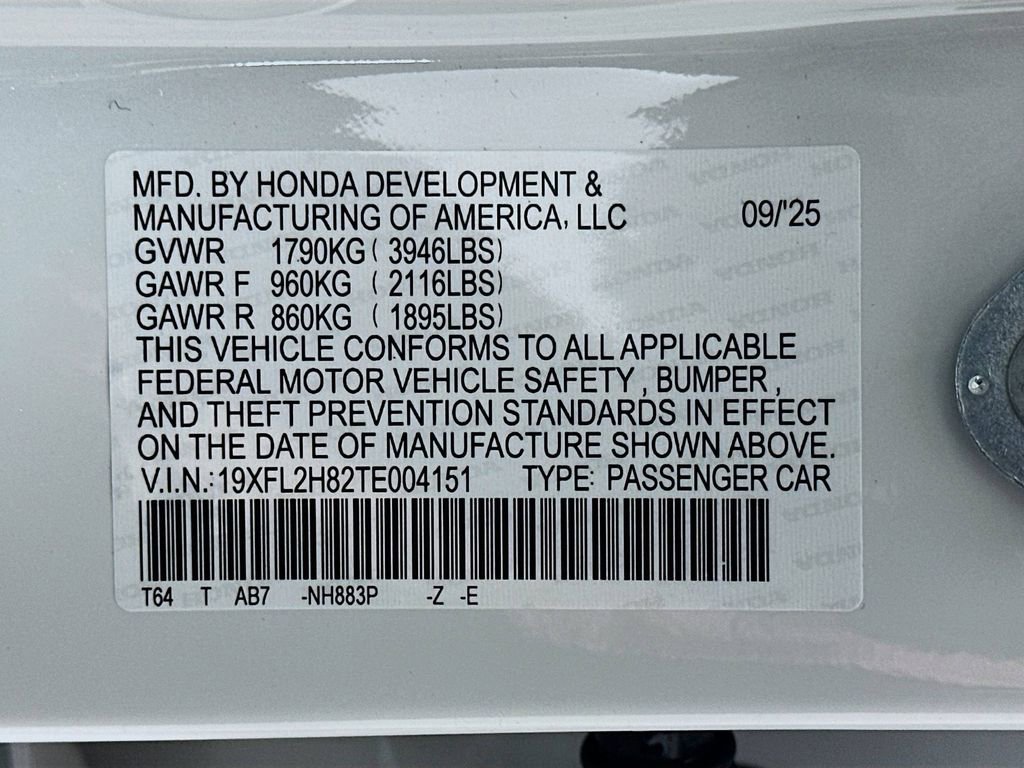 MFD. BY HONDA DEVELOPMENT &
MANUFACTURING OF AMERICA, LLC 09/'25
GVWR 1790KG ( 3946LBS)
GAWR F 960KG ( 2116LBS)
GAWR R 860KG ( 1895LBS)
THIS VEHICLE CONFORMS TO ALL APPLICABLE
FEDERAL MOTOR VEHICLE SAFETY , BUMPER ,
AND THEFT PREVENTION STANDARDS IN EFFECT
ON THE DATE OF MANUFACTURE SHOWN ABOVE.
V.I.N.: 19XFL2H82TE004151 TYPE: PASSENGER CAR
T64 T AB7 -NH883P -Z -E